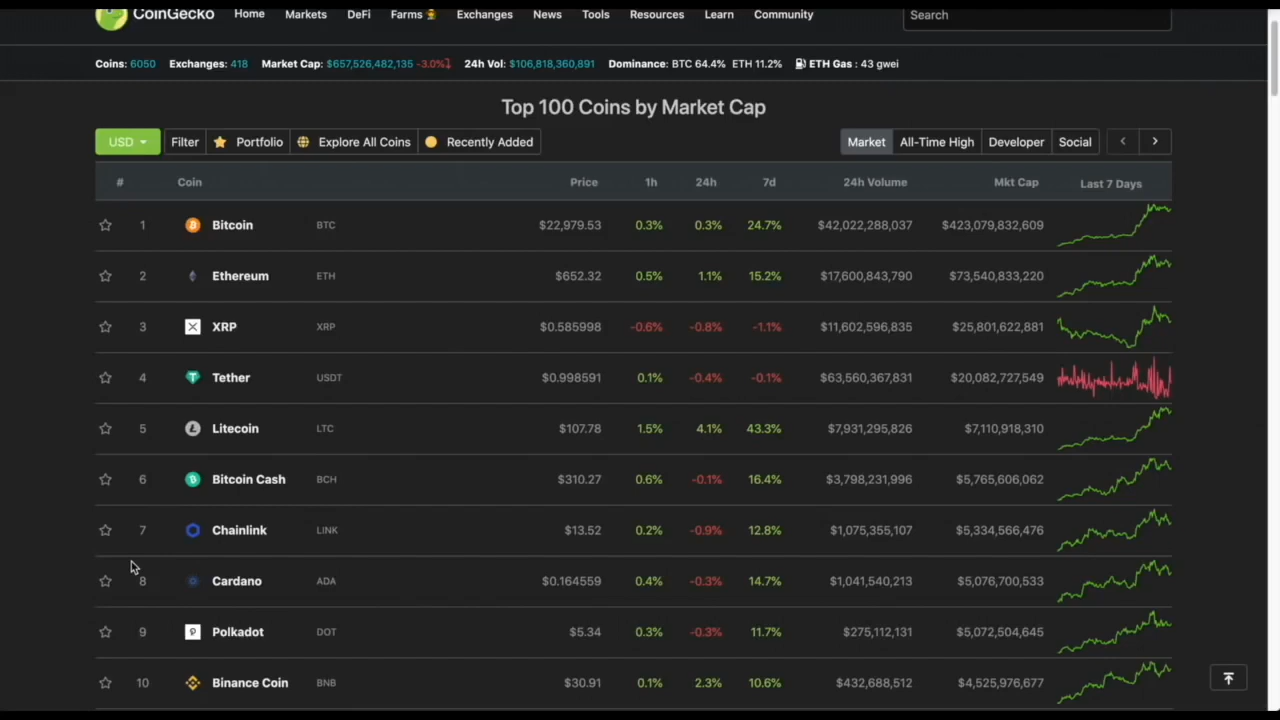 CoinGecko Home Markets DeFi Farms Exchanges News Tools Resources Learn Community Search
Coins: 6050 Exchanges: 418 Market Cap: $657,526,482,135 -3.0% 24h Vol: $106,818,360,891 Dominance: BTC 64.4% ETH 11.2% ETH Gas : 43 gwei
Top 100 Coins by Market Cap
USD Filter Portfolio Explore All Coins Recently Added Market All-Time High Developer Social
# Coin Price 1h 24h 7d 24h Volume Mkt Cap Last 7 Days
1 Bitcoin BTC $22,979.53 0.3% 0.3% 24.7% $42,022,288,037 $423,079,832,609
2 Ethereum ETH $652.32 0.5% 1.1% 15.2% $17,600,843,790 $73,540,833,220
3 XRP XRP $0.585998 -0.6% -0.8% -1.1% $11,602,596,835 $25,801,622,881
4 Tether USDT $0.998591 0.1% -0.4% -0.1% $63,560,367,831 $20,082,727,549
5 Litecoin LTC $107.78 1.5% 4.1% 43.3% $7,931,295,826 $7,110,918,310
6 Bitcoin Cash BCH $310.27 0.6% -0.1% 16.4% $3,798,231,996 $5,765,606,062
7 Chainlink LINK $13.52 0.2% -0.9% 12.8% $1,075,355,107 $5,334,566,476
8 Cardano ADA $0.164559 0.4% -0.3% 14.7% $1,041,540,213 $5,076,700,533
9 Polkadot DOT $5.34 0.3% -0.3% 11.7% $275,112,131 $5,072,504,645
10 Binance Coin BNB $30.91 0.1% 2.3% 10.6% $432,688,512 $4,525,976,677